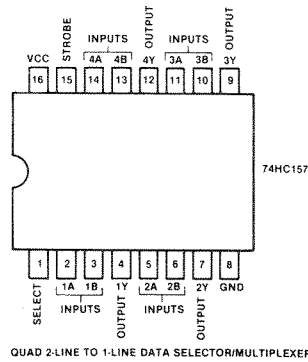 STROBE INPUTS OUTPUT INPUTS OUTPUT
VCC 4A 4B 4Y 3A 3B 3Y
16 15 14 13 12 11 10 9
74HC157
1 2 3 4 5 6 7 8
SELECT 1A 1B 1Y 2A 2B 2Y GND
INPUTS OUTPUT INPUTS OUTPUT
QUAD 2-LINE TO 1-LINE DATA SELECTOR/MULTIPLEXER